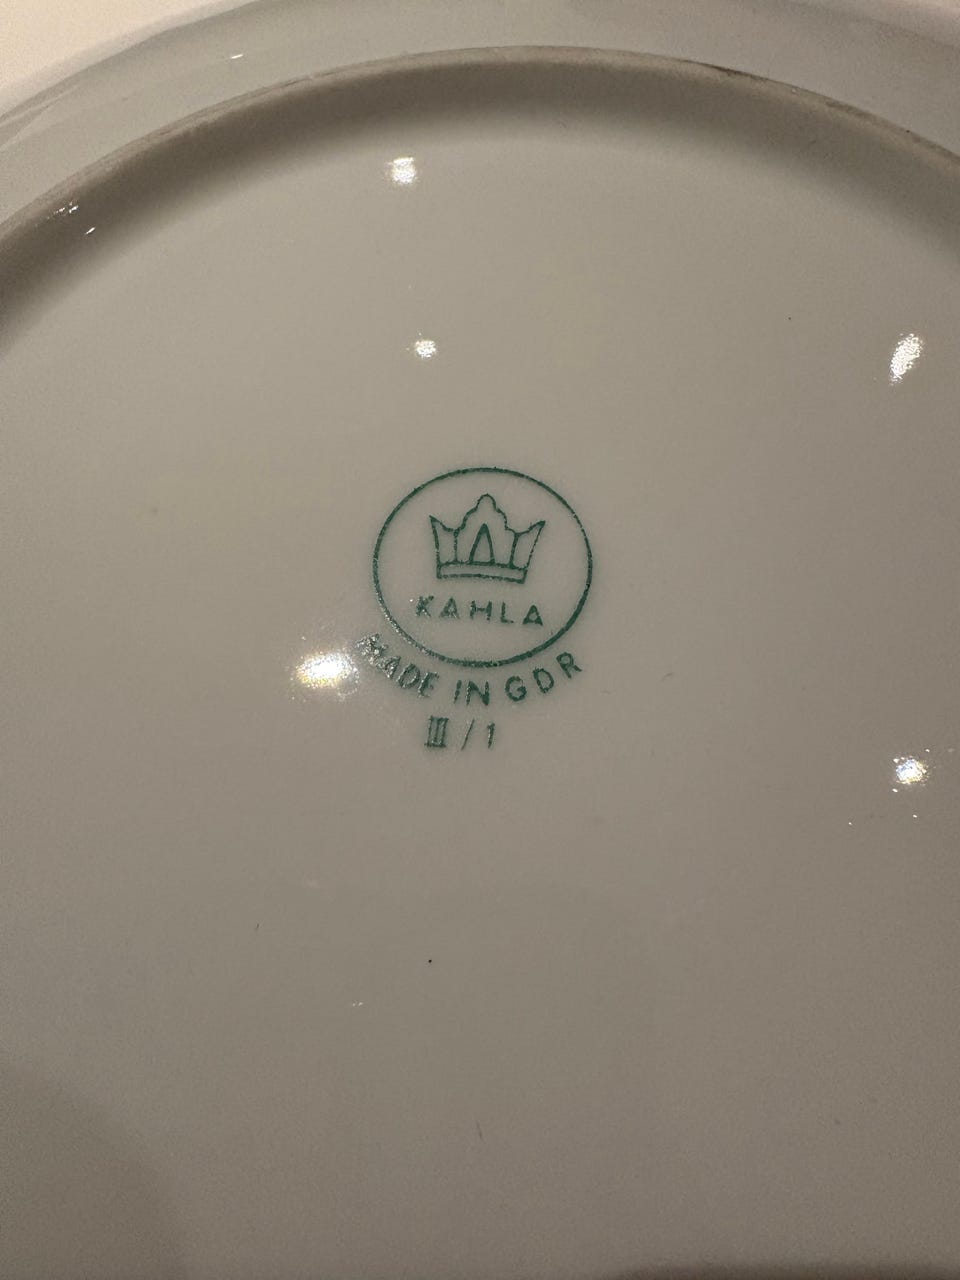 KAHLA
MADE IN GDR
III / 1